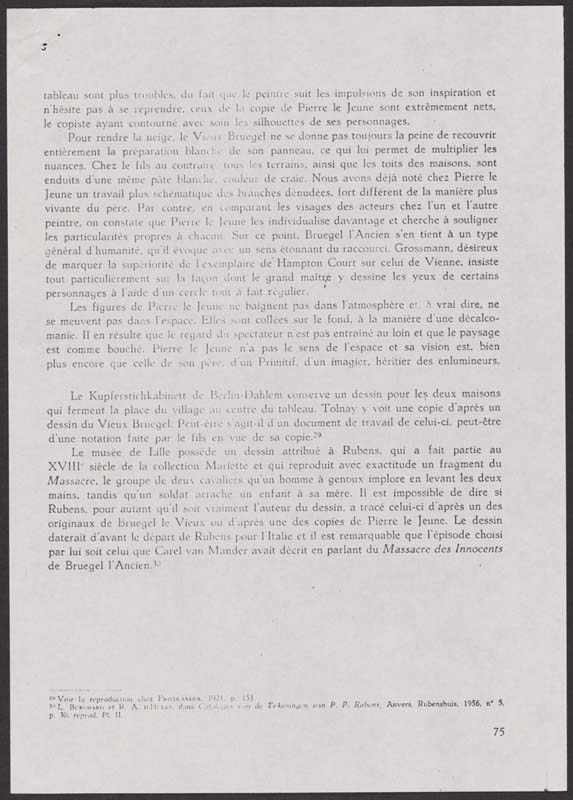 5
tableau sont plus troubles, du fait que le peintre suit les impulsions de son inspiration et
n'hésite pas à se reprendre, ceux de la copie de Pierre le Jeune sont extrêmement nets,
le copiste ayant contourné avec soin les silhouettes de ses personnages.
Pour rendre la neige, le Vieux Bruegel ne se donne pas toujours la peine de recouvrir
entièrement la préparation blanche de son panneau, ce qui lui permet de multiplier les
nuances. Chez le fils au contraire tous les terrains, ainsi que les toits des maisons, sont
enduits d'une même pâte blanche, couleur de craie. Nous avons déjà noté chez Pierre le
Jeune un travail plus schématique des branches dénudées, fort différent de la manière plus
vivante du père. Par contre, en comparant les visages des acteurs chez l'un et l'autre
peintre, on constate que Pierre le Jeune les individualise davantage et cherche à souligner
les particularités propres à chacun. Sur ce point, Bruegel l'Ancien s'en tient à un type
général d'humanité, qu'il évoque avec un sens étonnant du raccourci. Grossmann, désireux
de marquer la supériorité de l'exemplaire de Hampton Court sur celui de Vienne, insiste
tout particulièrement sur la façon dont le grand maître y dessine les yeux de certains
personnages à l'aide d'un cercle tout à fait régulier.
Les figures de Pierre le Jeune ne baignent pas dans l'atmosphère et, à vrai dire, ne
se meuvent pas dans l'espace. Elles sont collées sur le fond, à la manière d'une décalco-
manie. Il en résulte que le regard du spectateur n'est pas entraîné au loin et que le paysage
est comme bouché. Pierre le Jeune n'a pas le sens de l'espace et sa vision est, bien
plus encore que celle de son père, d'un Primitif, d'un imagier, héritier des enlumineurs.
Le Kupferstichkabinett de Berlin-Dahlem conserve un dessin pour les deux maisons
qui ferment la place du village au centre du tableau. Tolnay y voit une copie d'après un
dessin du Vieux Bruegel. Peut-être s'agit-il d'un document de travail de celui-ci, peut-être
d'une notation faite par le fils en vue de sa copie.29
Le musée de Lille possède un dessin attribué à Rubens, qui a fait partie au
XVIIIe siècle de la collection Mariette et qui reproduit avec exactitude un fragment du
Massacre, le groupe de deux cavaliers qu'un homme à genoux implore en levant les deux
mains, tandis qu'un soldat arrache un enfant à sa mère. Il est impossible de dire si
Rubens, pour autant qu'il soit vraiment l'auteur du dessin, a tracé celui-ci d'après un des
originaux de Bruegel le Vieux ou d'après une des copies de Pierre le Jeune. Le dessin
daterait d'avant le départ de Rubens pour l'Italie et il est remarquable que l'épisode choisi
par lui soit celui que Carel van Mander avait décrit en parlant du Massacre des Innocents
de Bruegel l'Ancien.30
29 Voir la reproduction chez Friedländer, 1921, p. 151.
30 L. Burchard et R. A. d'Hulst dans Catalogus van de Tekeningen van P. P. Rubens, Anvers, Rubenshuis, 1956, n° 5,
p. 30, reprod. Pl. II.
75